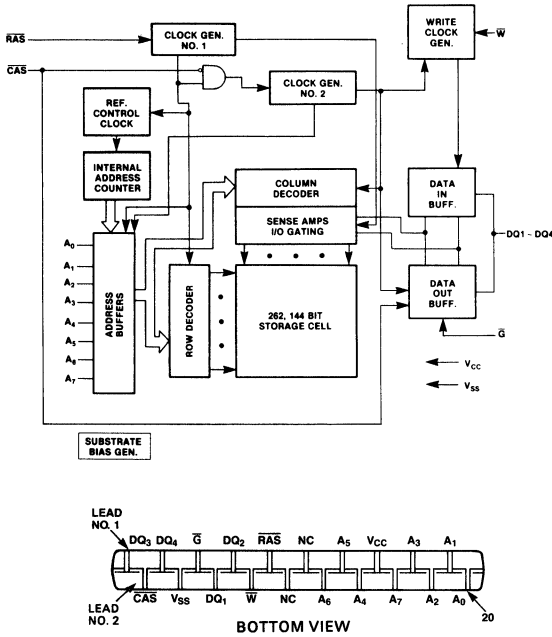 RAS
CAS
CLOCK GEN.
NO. 1
WRITE
CLOCK
GEN.
W
CLOCK GEN.
NO. 2
REF.
CONTROL
CLOCK
INTERNAL
ADDRESS
COUNTER
COLUMN
DECODER
SENSE AMPS
I/O GATING
DATA
IN
BUFF.
DQ1 - DQ4
DATA
OUT
BUFF.
G
A0
A1
A2
A3
A4
A5
A6
A7
ADDRESS
BUFFERS
ROW DECODER
262, 144 BIT
STORAGE CELL
VCC
VSS
SUBSTRATE
BIAS GEN.
LEAD
NO. 1
DQ3 DQ4 G DQ2 RAS NC A5 VCC A3 A1
LEAD
NO. 2
CAS VSS DQ1 W NC A6 A4 A7 A2 A0 20
BOTTOM VIEW